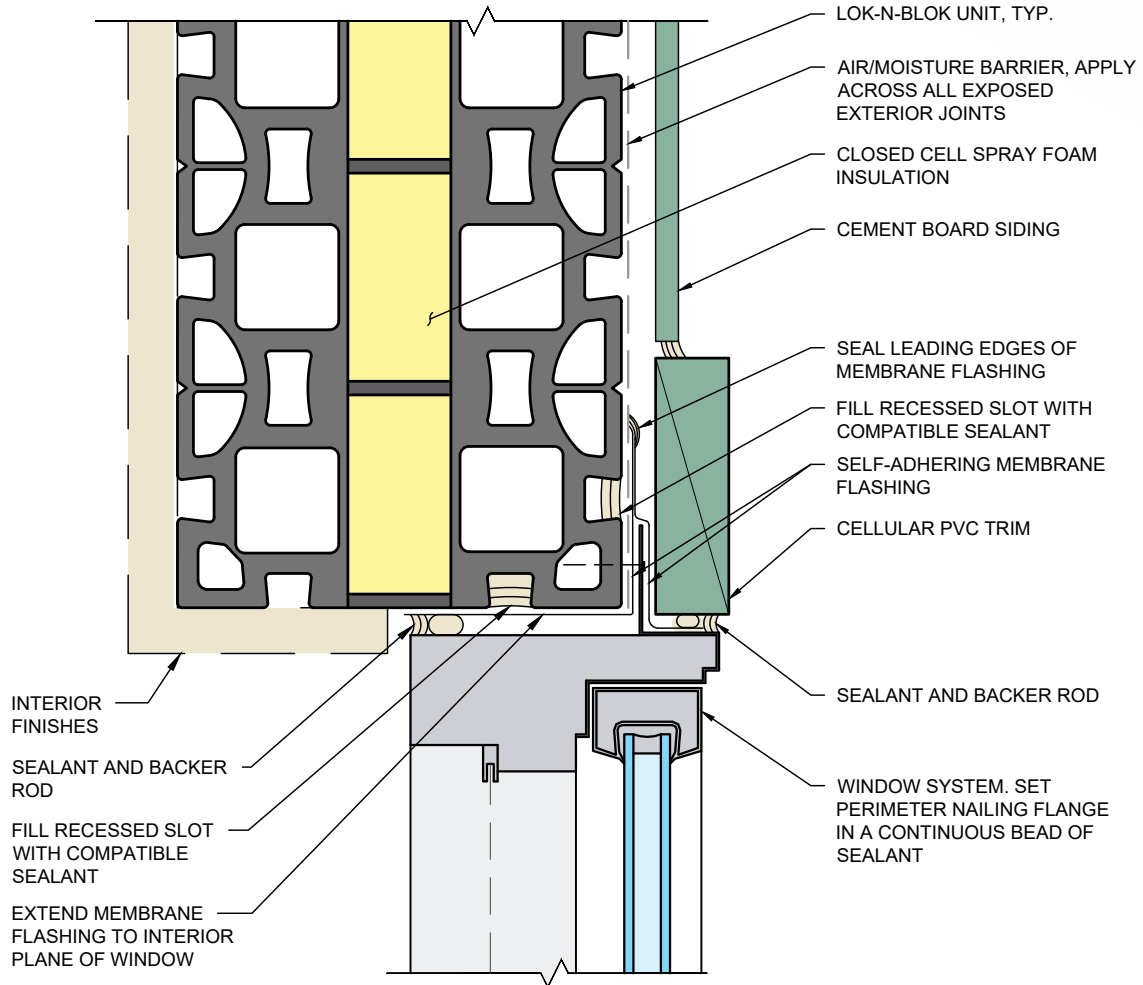 LOK-N-BLOK UNIT, TYP.
AIR/MOISTURE BARRIER, APPLY
ACROSS ALL EXPOSED
EXTERIOR JOINTS
CLOSED CELL SPRAY FOAM
INSULATION
CEMENT BOARD SIDING
SEAL LEADING EDGES OF
MEMBRANE FLASHING
FILL RECESSED SLOT WITH
COMPATIBLE SEALANT
SELF-ADHERING MEMBRANE
FLASHING
CELLULAR PVC TRIM
SEALANT AND BACKER ROD
WINDOW SYSTEM. SET
PERIMETER NAILING FLANGE
IN A CONTINUOUS BEAD OF
SEALANT
INTERIOR
FINISHES
SEALANT AND BACKER
ROD
FILL RECESSED SLOT
WITH COMPATIBLE
SEALANT
EXTEND MEMBRANE
FLASHING TO INTERIOR
PLANE OF WINDOW